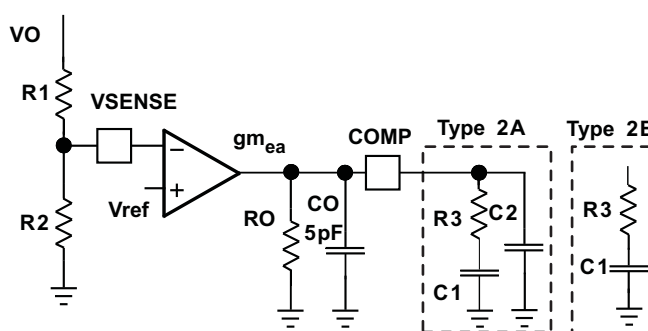 VO
R1
VSENSE
gmea
COMP
Type 2A
Type 2B
−
+
Vref
R2
RO
CO
5pF
R3
C2
C1
R3
C1